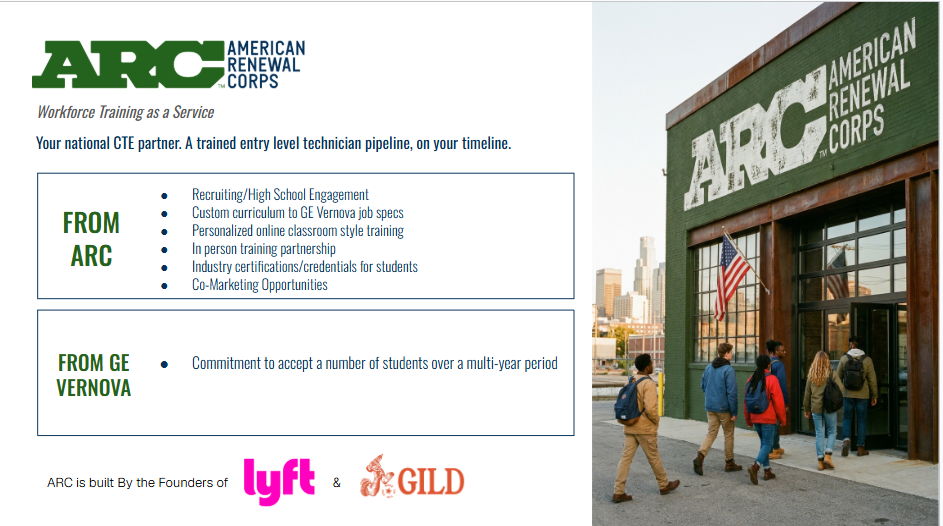 ARC AMERICAN
RENEWAL
CORPS
TM
Workforce Training as a Service
Your national CTE partner. A trained entry level technician pipeline, on your timeline.
FROM
ARC
● Recruiting/High School Engagement
● Custom curriculum to GE Vernova job specs
● Personalized online classroom style training
● In person training partnership
● Industry certifications/credentials for students
● Co-Marketing Opportunities
FROM GE
VERNOVA
● Commitment to accept a number of students over a multi-year period
ARC is built By the Founders of lyft & GILD
ARC AMERICAN
RENEWAL
CORPS
TM